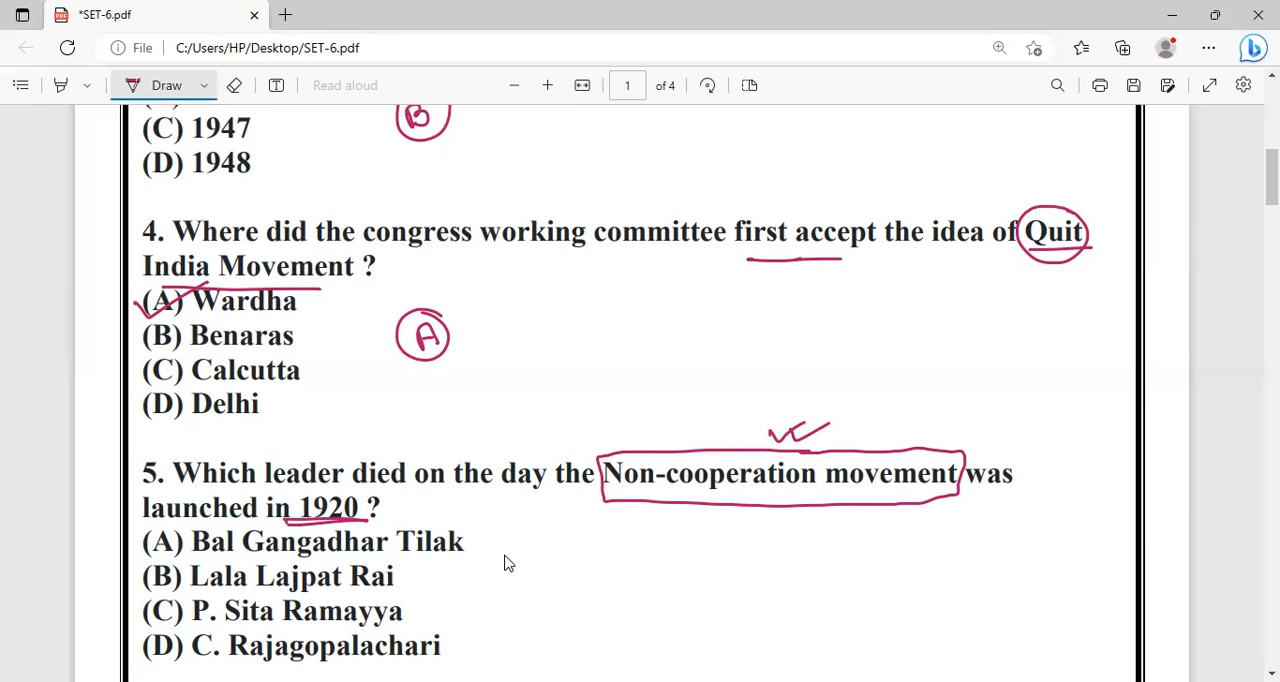 *SET-6.pdf
File C:/Users/HP/Desktop/SET-6.pdf
Draw Read aloud 1 of 4
B
(C) 1947
(D) 1948
4. Where did the congress working committee first accept the idea of Quit
India Movement ?
(A) Wardha
(B) Benaras
A
(C) Calcutta
(D) Delhi
5. Which leader died on the day the Non-cooperation movement was
launched in 1920 ?
(A) Bal Gangadhar Tilak
(B) Lala Lajpat Rai
(C) P. Sita Ramayya
(D) C. Rajagopalachari